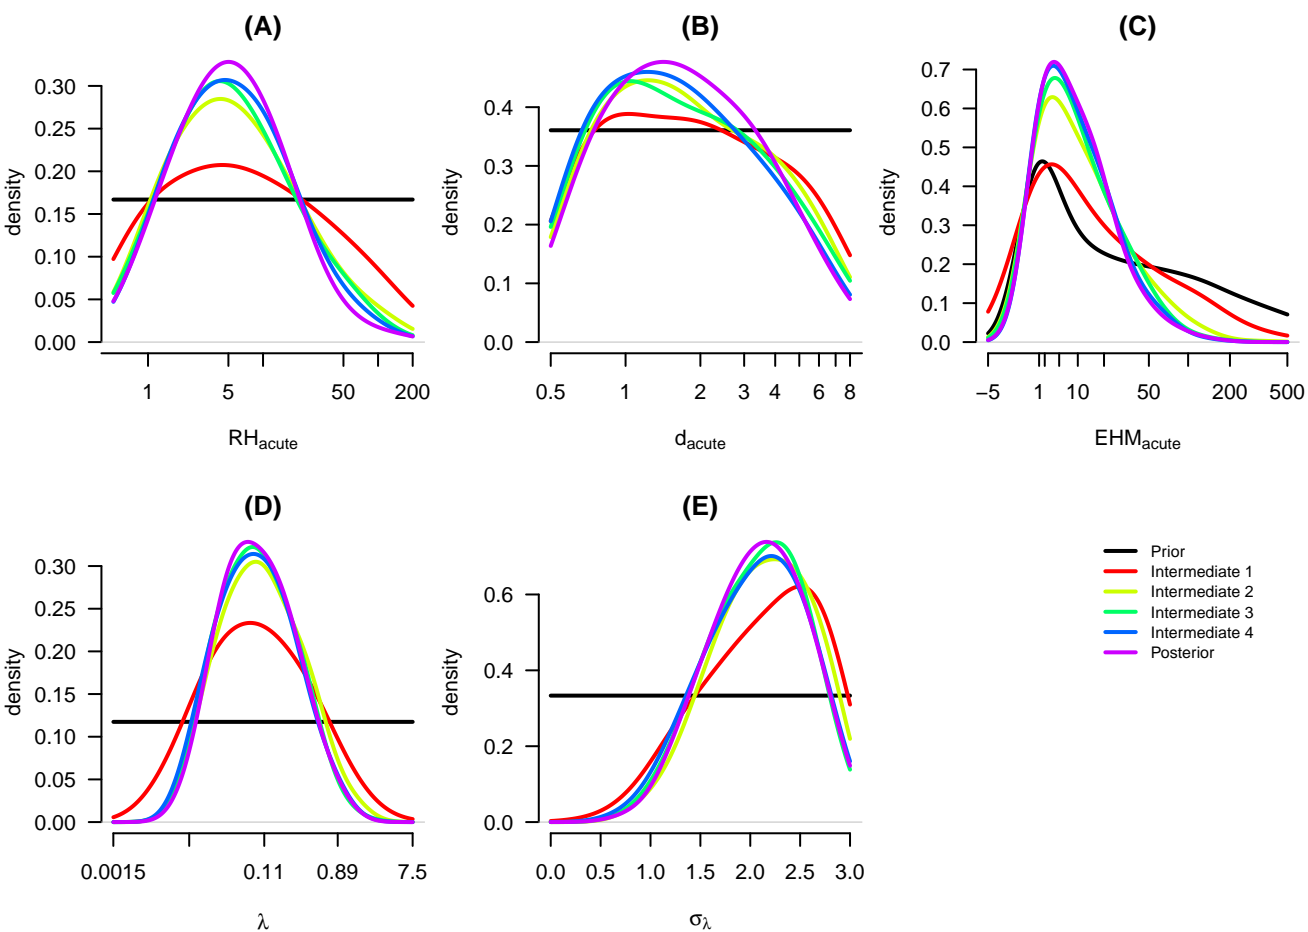 (A)
(B)
(C)
density
0.00
0.05
0.10
0.15
0.20
0.25
0.30
1
5
50
200
RHacute
density
0.0
0.1
0.2
0.3
0.4
0.5
1
2
3
4
6
8
dacute
density
0.0
0.1
0.2
0.3
0.4
0.5
0.6
0.7
−5
1
10
50
200
500
EHMacute
(D)
(E)
density
0.00
0.05
0.10
0.15
0.20
0.25
0.30
0.0015
0.11
0.89
7.5
λ
density
0.0
0.2
0.4
0.6
0.0
0.5
1.0
1.5
2.0
2.5
3.0
σλ
Prior
Intermediate 1
Intermediate 2
Intermediate 3
Intermediate 4
Posterior